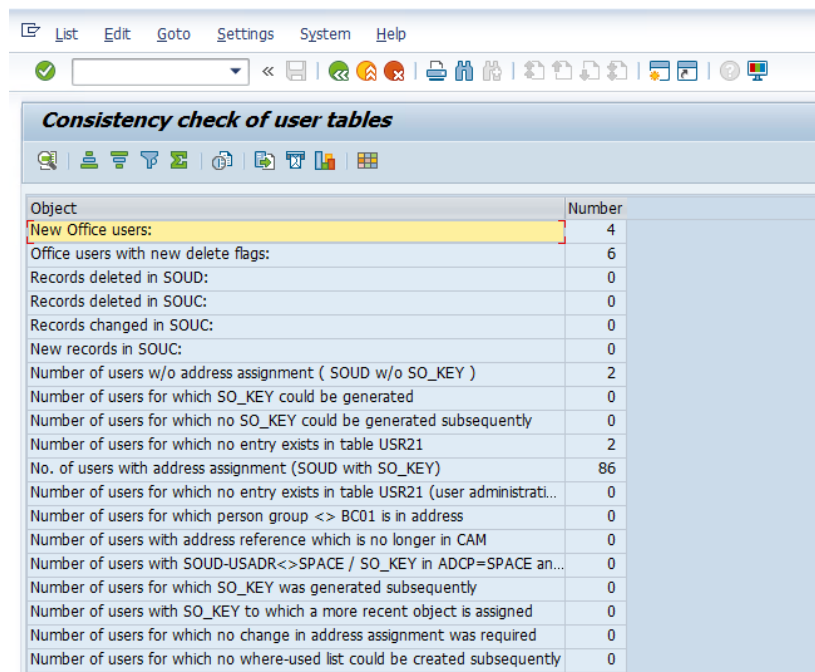 List Edit Goto Settings System Help
Consistency check of user tables
Object Number
New Office users: 4
Office users with new delete flags: 6
Records deleted in SOUD: 0
Records deleted in SOUC: 0
Records changed in SOUC: 0
New records in SOUC: 0
Number of users w/o address assignment ( SOUD w/o SO_KEY ) 2
Number of users for which SO_KEY could be generated 0
Number of users for which no SO_KEY could be generated subsequently 0
Number of users for which no entry exists in table USR21 2
No. of users with address assignment (SOUD with SO_KEY) 86
Number of users for which no entry exists in table USR21 (user administrati... 0
Number of users for which person group <> BC01 is in address 0
Number of users with address reference which is no longer in CAM 0
Number of users with SOUD-USADR<>SPACE / SO_KEY in ADCP=SPACE an... 0
Number of users for which SO_KEY was generated subsequently 0
Number of users with SO_KEY to which a more recent object is assigned 0
Number of users for which no change in address assignment was required 0
Number of users for which no where-used list could be created subsequently 0